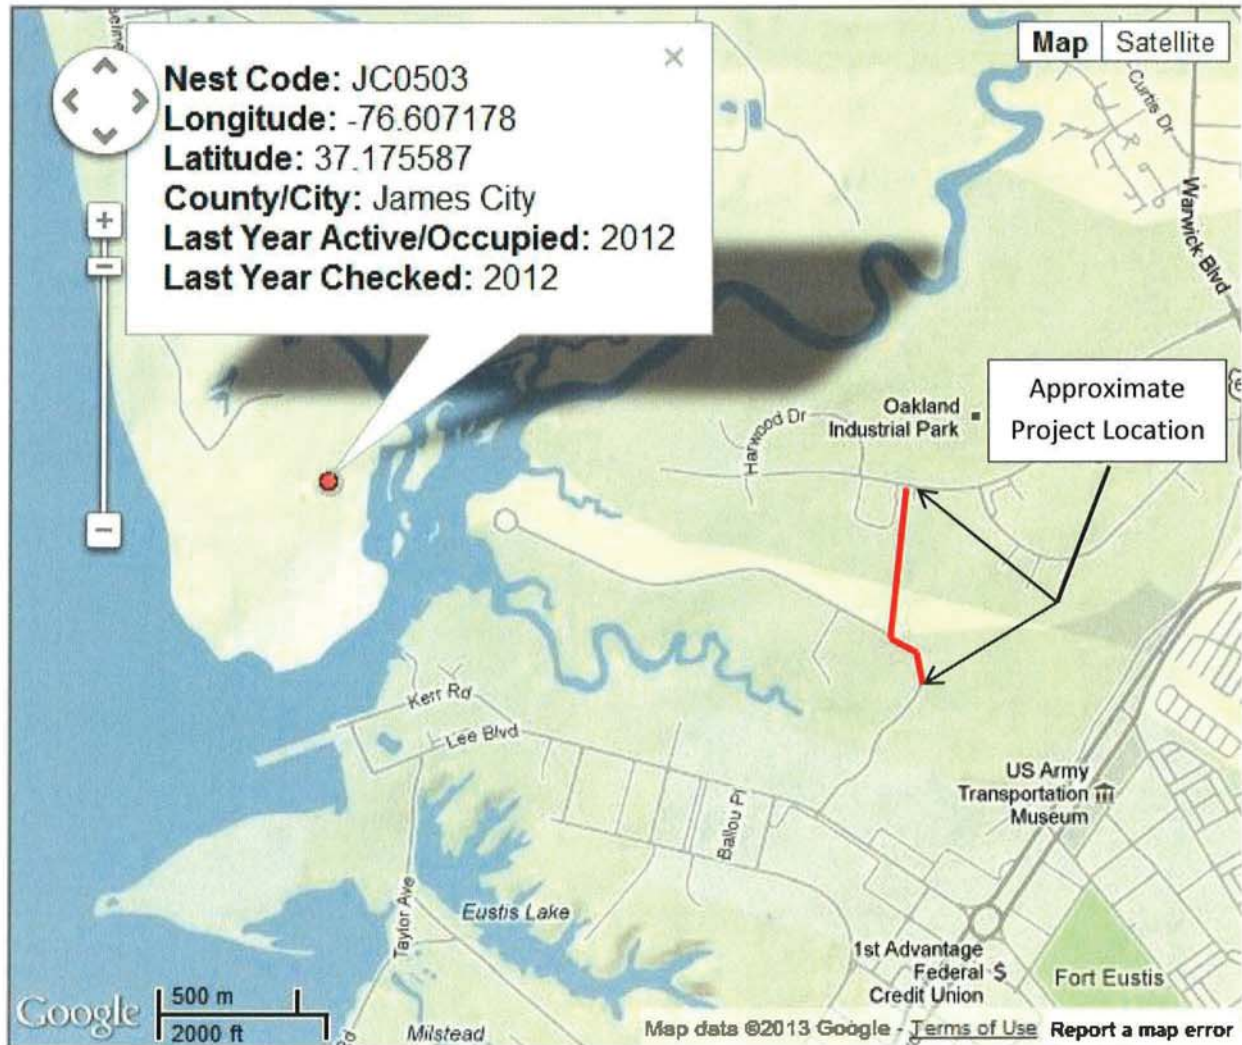 Map
Satellite
Curtis Dr
Warwick Blvd
×
Nest Code: JC0503
Longitude: -76.607178
Latitude: 37.175587
County/City: James City
Last Year Active/Occupied: 2012
Last Year Checked: 2012
+
−
Approximate
Project Location
Harwood Dr
Oakland
Industrial Park
Kerr Rd
Lee Blvd
Ballou Pl
US Army
Transportation
Museum
Taylor Ave
Eustis Lake
1st Advantage
Federal $
Credit Union
Fort Eustis
Google
500 m
2000 ft
Milstead
Map data ©2013 Google - Terms of Use Report a map error